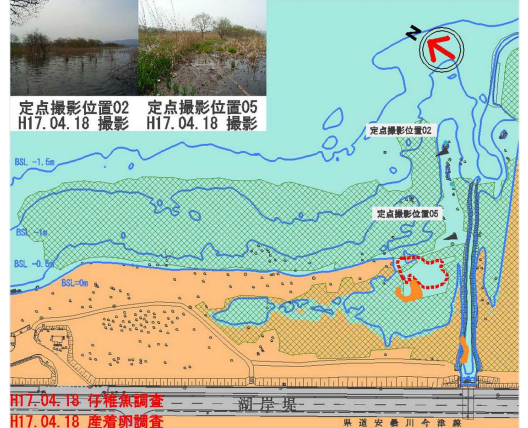 定点撮影位置02
H17.04.18 撮影
定点撮影位置05
H17.04.18 撮影
N
定点撮影位置02
BSL -1.5m
定点撮影位置05
BSL -1m
BSL -0.5m
BSL=0m
H17.04.18 仔稚魚調査
湖岸堤
H17.04.18 産着卵調査
県道安曇川今津線